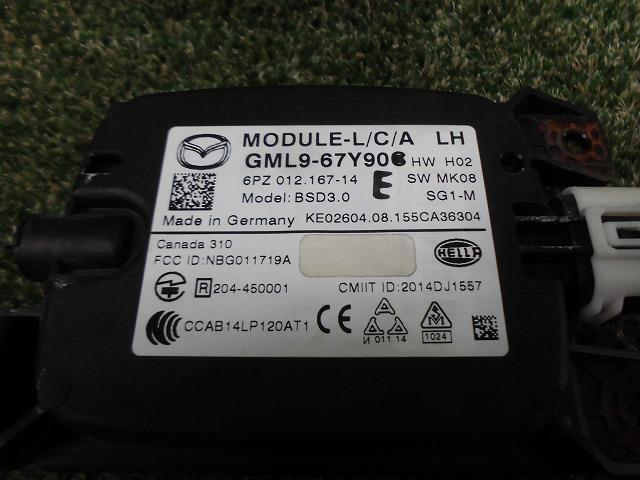 MODULE-L/C/A LH
GML9-67Y90C HW H02
6PZ 012.167-14 E SW MK08
Model: BSD3.0 SG1-M
Made in Germany KE02604.08.155CA36304
Canada 310
FCC ID:NBG011719A
HELLA
R 204-450001 CMIIT ID:2014DJ1557
CCAB14LP120AT1 CE
И 011 14
1024